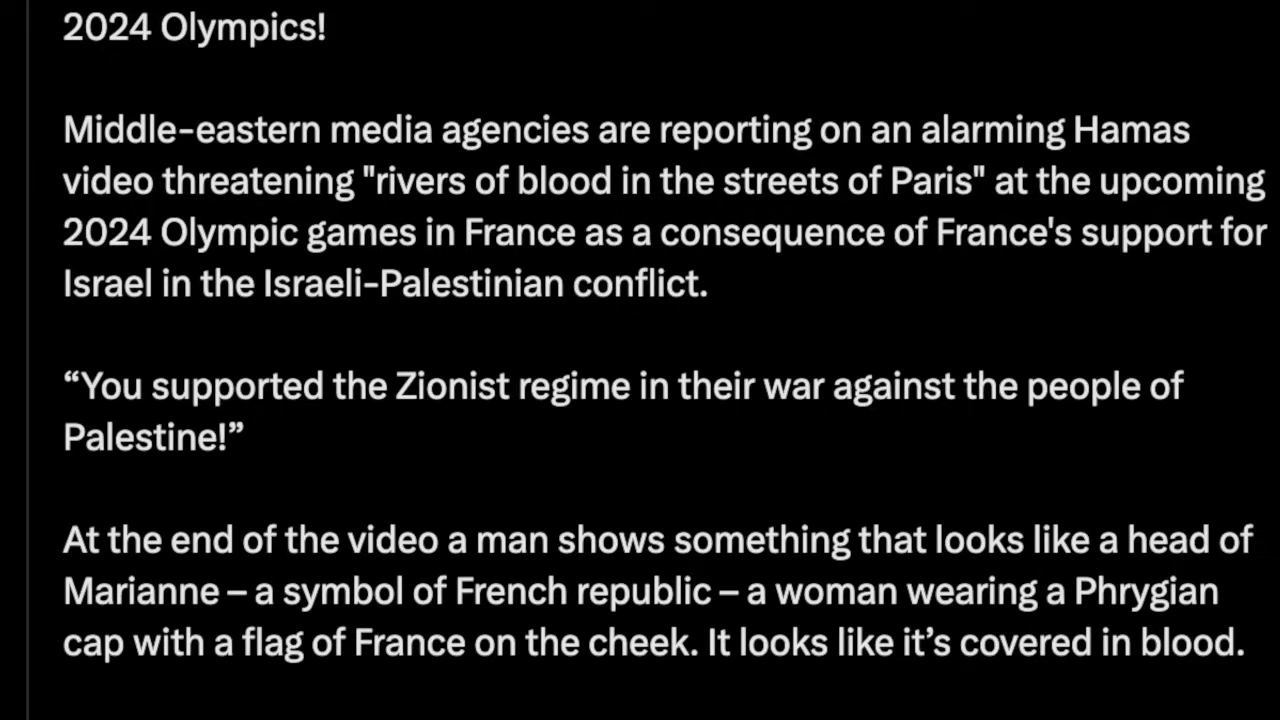 2024 Olympics!
Middle-eastern media agencies are reporting on an alarming Hamas
video threatening "rivers of blood in the streets of Paris" at the upcoming
2024 Olympic games in France as a consequence of France's support for
Israel in the Israeli-Palestinian conflict.
“You supported the Zionist regime in their war against the people of
Palestine!”
At the end of the video a man shows something that looks like a head of
Marianne – a symbol of French republic – a woman wearing a Phrygian
cap with a flag of France on the cheek. It looks like it’s covered in blood.